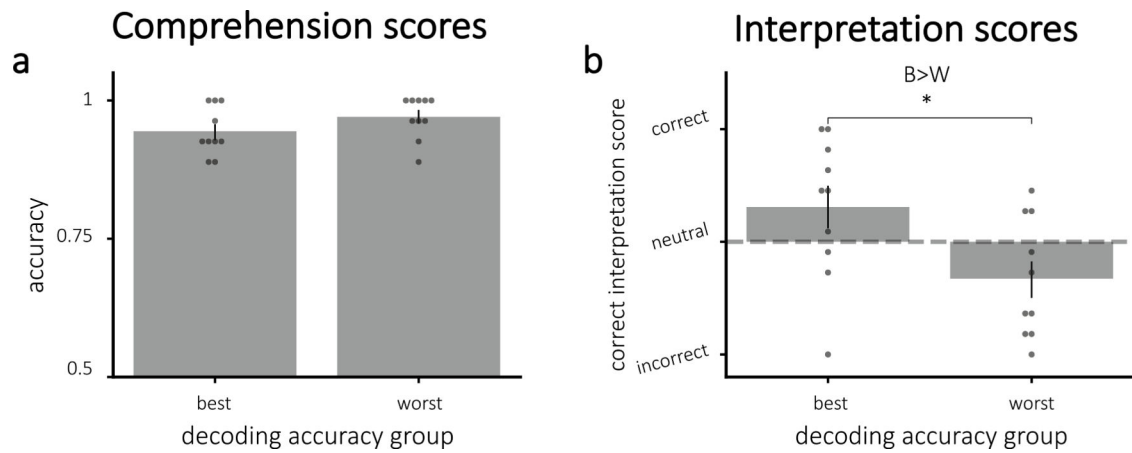 Comprehension scores
a
1
0.75
0.5
accuracy
best
worst
decoding accuracy group
Interpretation scores
b
B>W
*
correct
neutral
incorrect
correct interpretation score
best
worst
decoding accuracy group